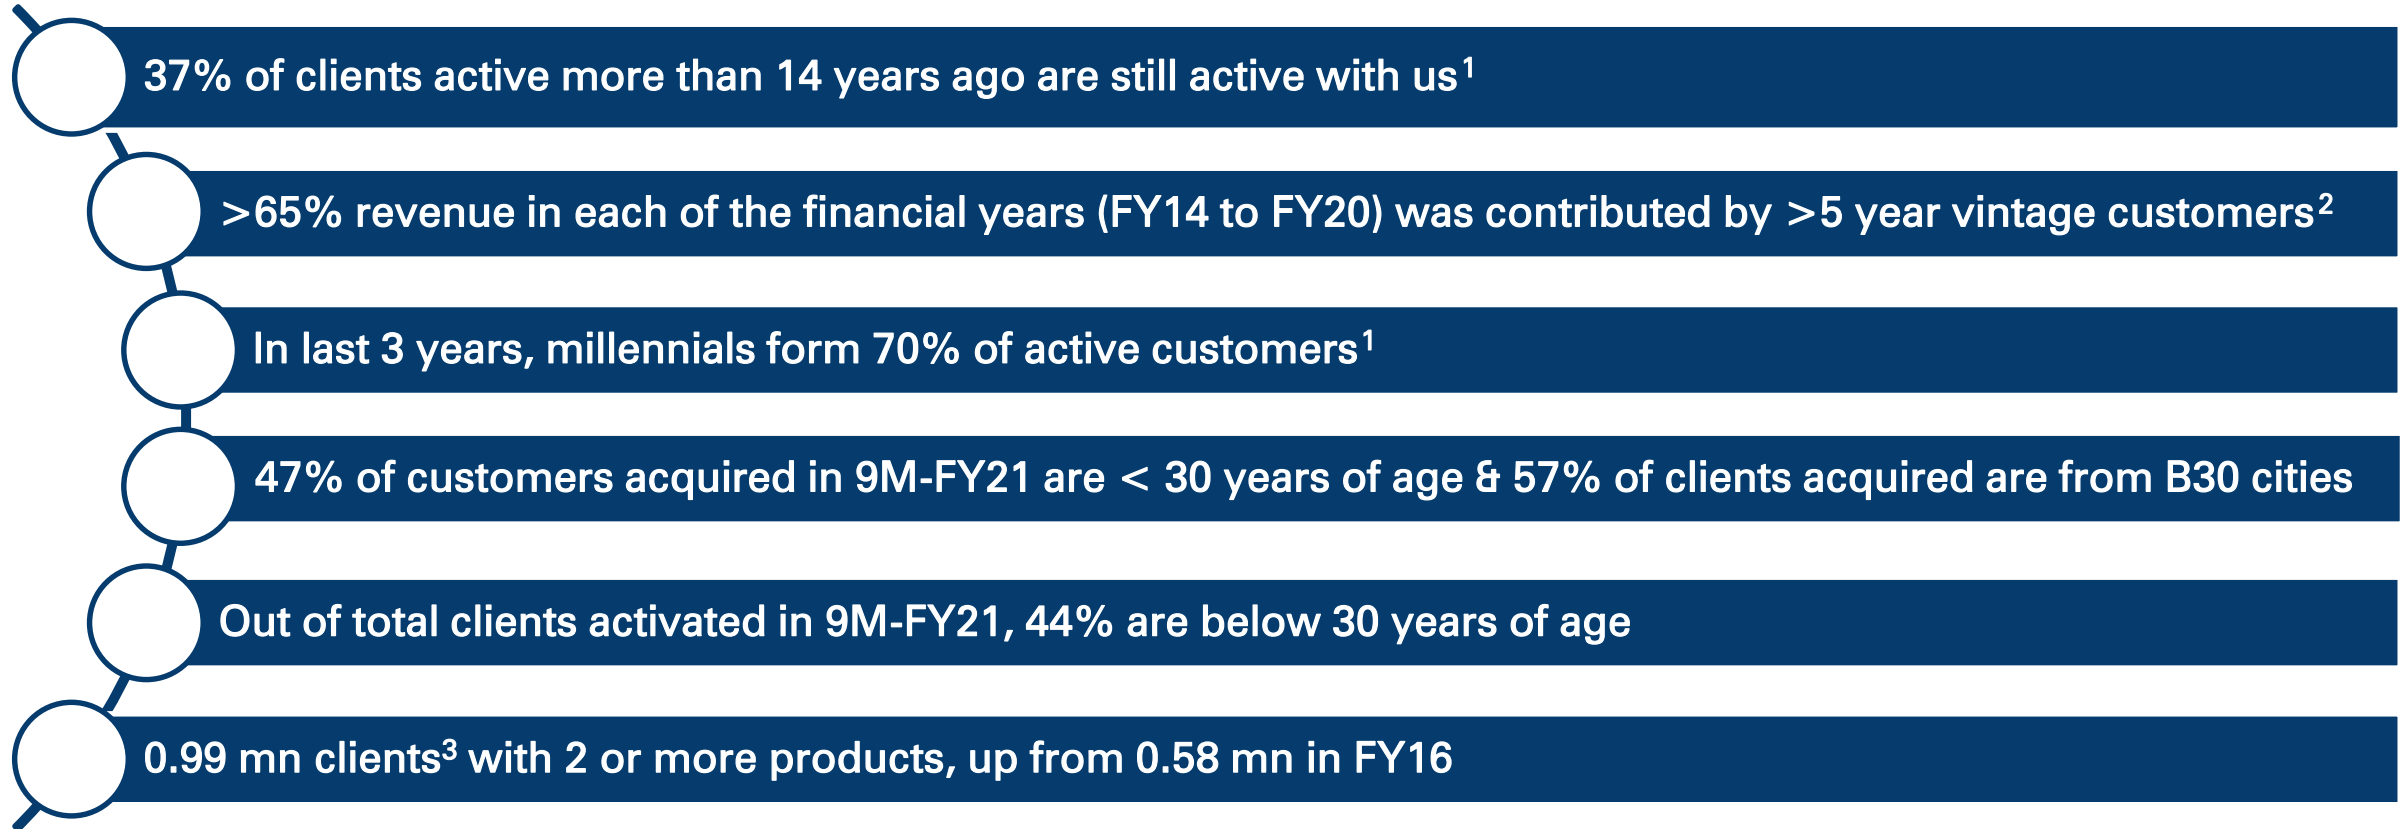 37% of clients active more than 14 years ago are still active with us¹
>65% revenue in each of the financial years (FY14 to FY20) was contributed by >5 year vintage customers²
In last 3 years, millennials form 70% of active customers¹
47% of customers acquired in 9M-FY21 are < 30 years of age & 57% of clients acquired are from B30 cities
Out of total clients activated in 9M-FY21, 44% are below 30 years of age
0.99 mn clients³ with 2 or more products, up from 0.58 mn in FY16